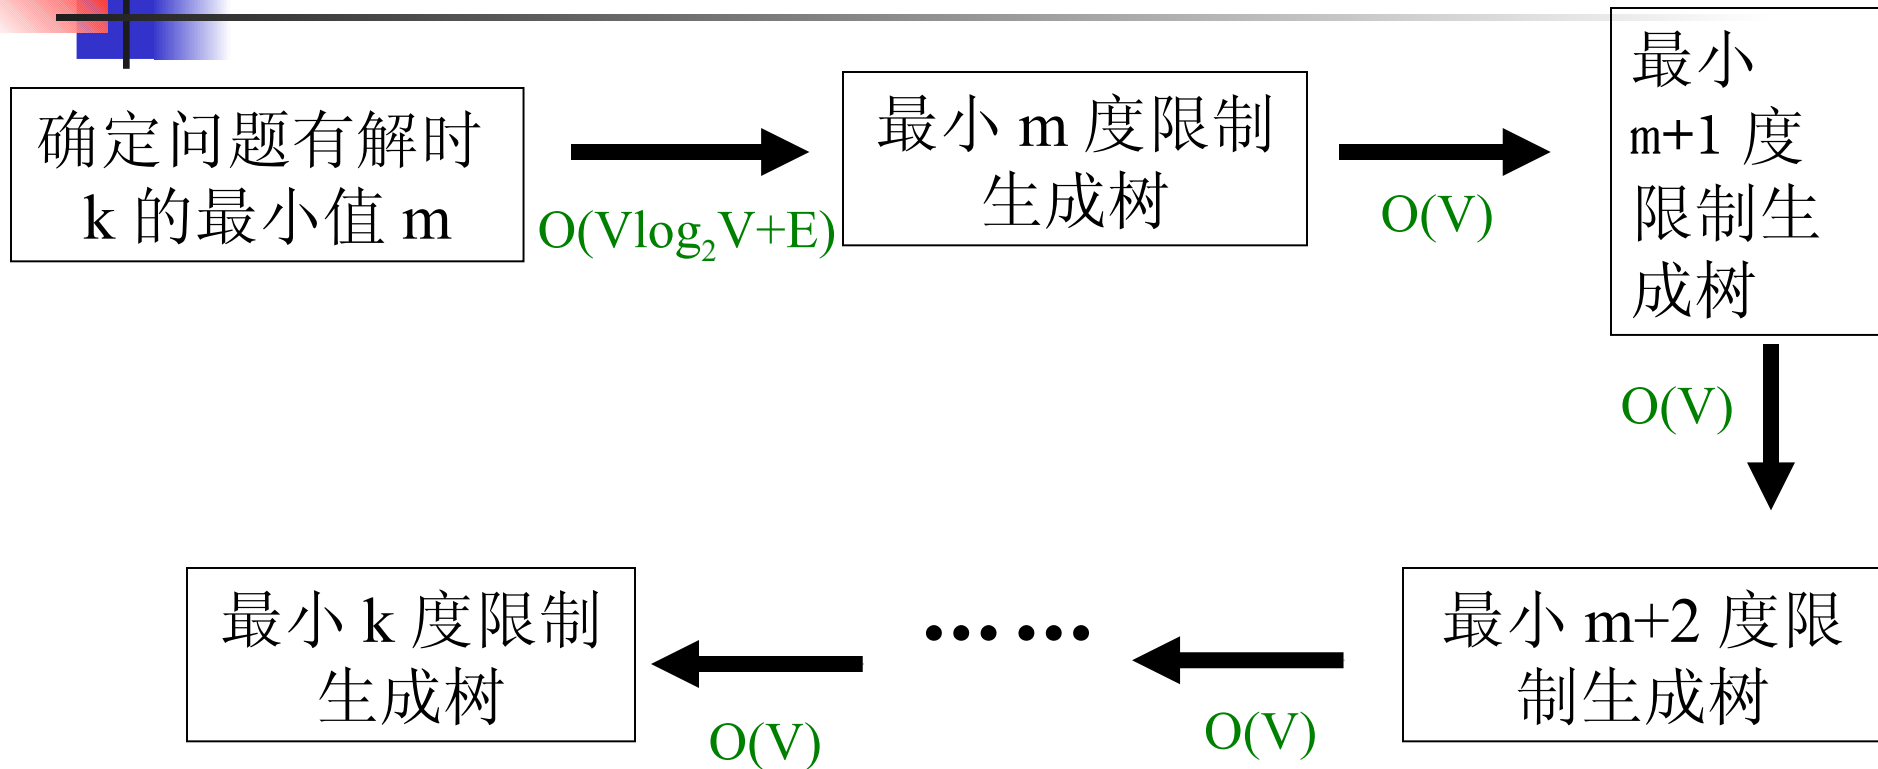 确定问题有解时
k 的最小值 m
O(Vlog₂V+E)
最小 m 度限制
生成树
O(V)
最小
m+1 度
限制生
成树
O(V)
最小 m+2 度限
制生成树
O(V)
•••  •••
O(V)
最小 k 度限制
生成树